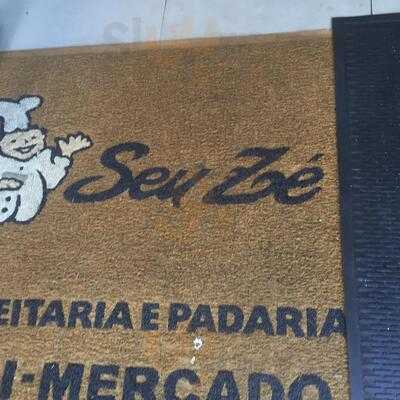 Seu Zé
EITARIA E PADARIA
I-MERCADO